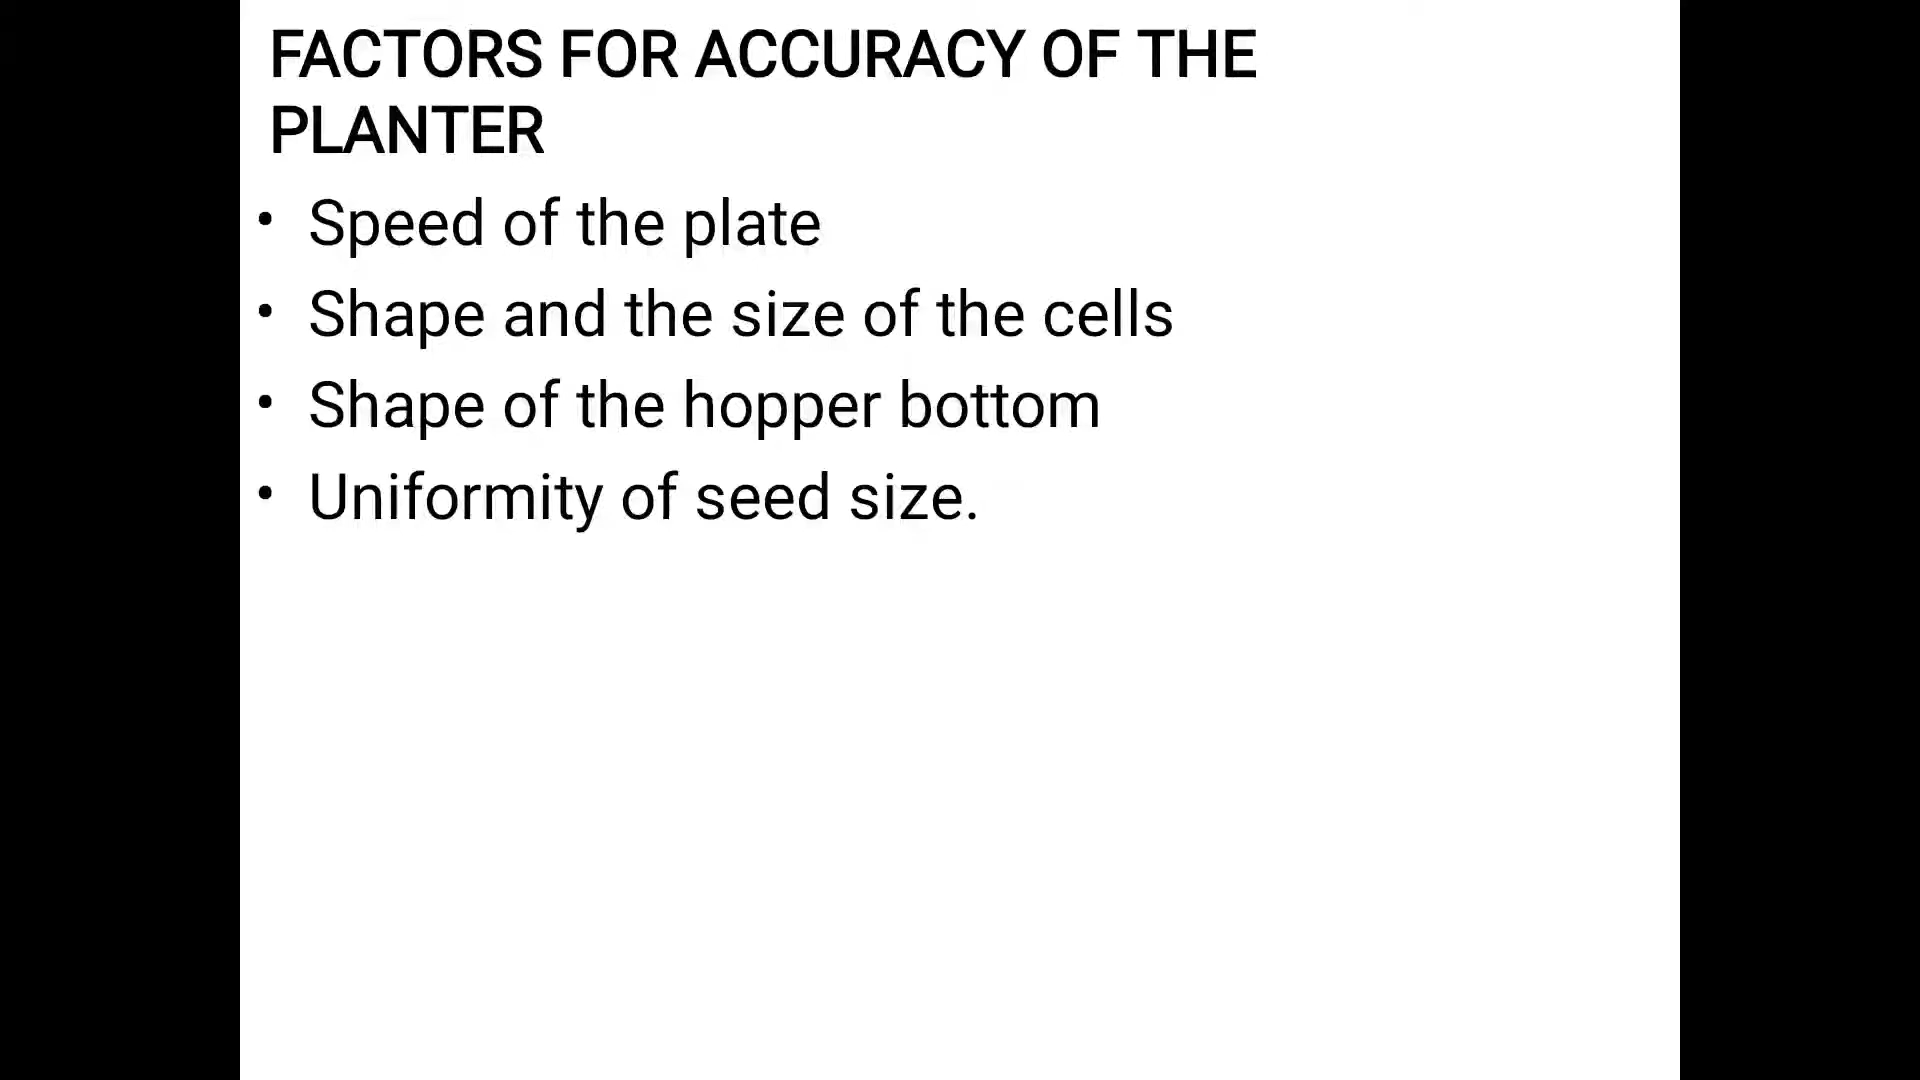 FACTORS FOR ACCURACY OF THE
PLANTER
• Speed of the plate
• Shape and the size of the cells
• Shape of the hopper bottom
• Uniformity of seed size.